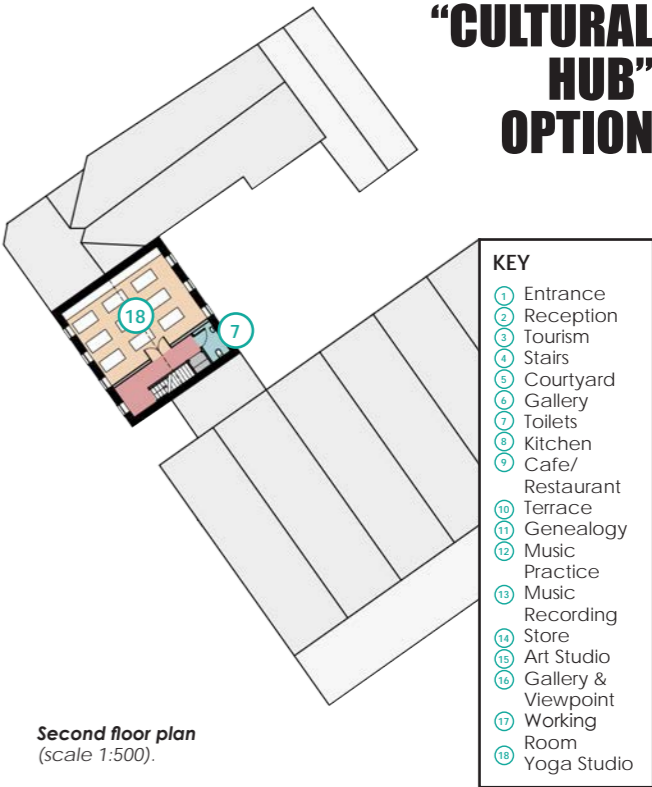 “CULTURAL
HUB”
OPTION
18
7
KEY
1 Entrance
2 Reception
3 Tourism
4 Stairs
5 Courtyard
6 Gallery
7 Toilets
8 Kitchen
9 Cafe/
Restaurant
10 Terrace
11 Genealogy
12 Music
Practice
13 Music
Recording
14 Store
15 Art Studio
16 Gallery &
Viewpoint
17 Working
Room
18 Yoga Studio
Second floor plan
(scale 1:500).